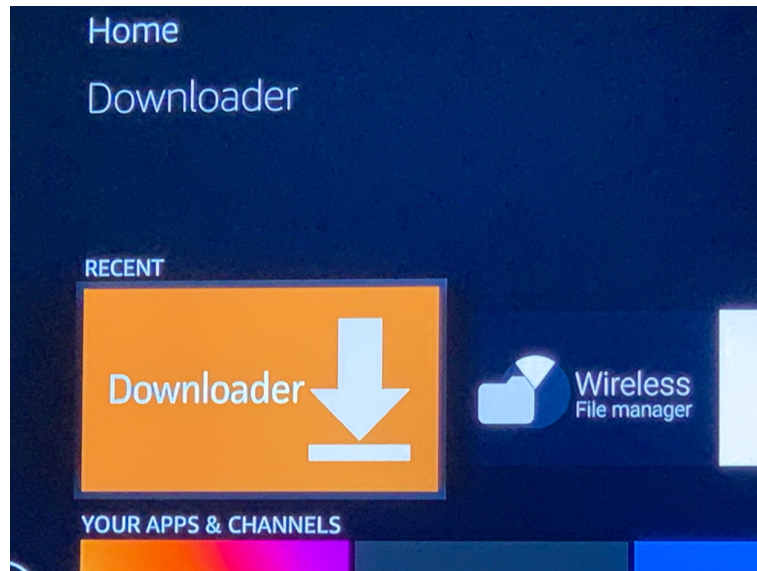 Home
Downloader
RECENT
Downloader
Wireless
File manager
YOUR APPS & CHANNELS